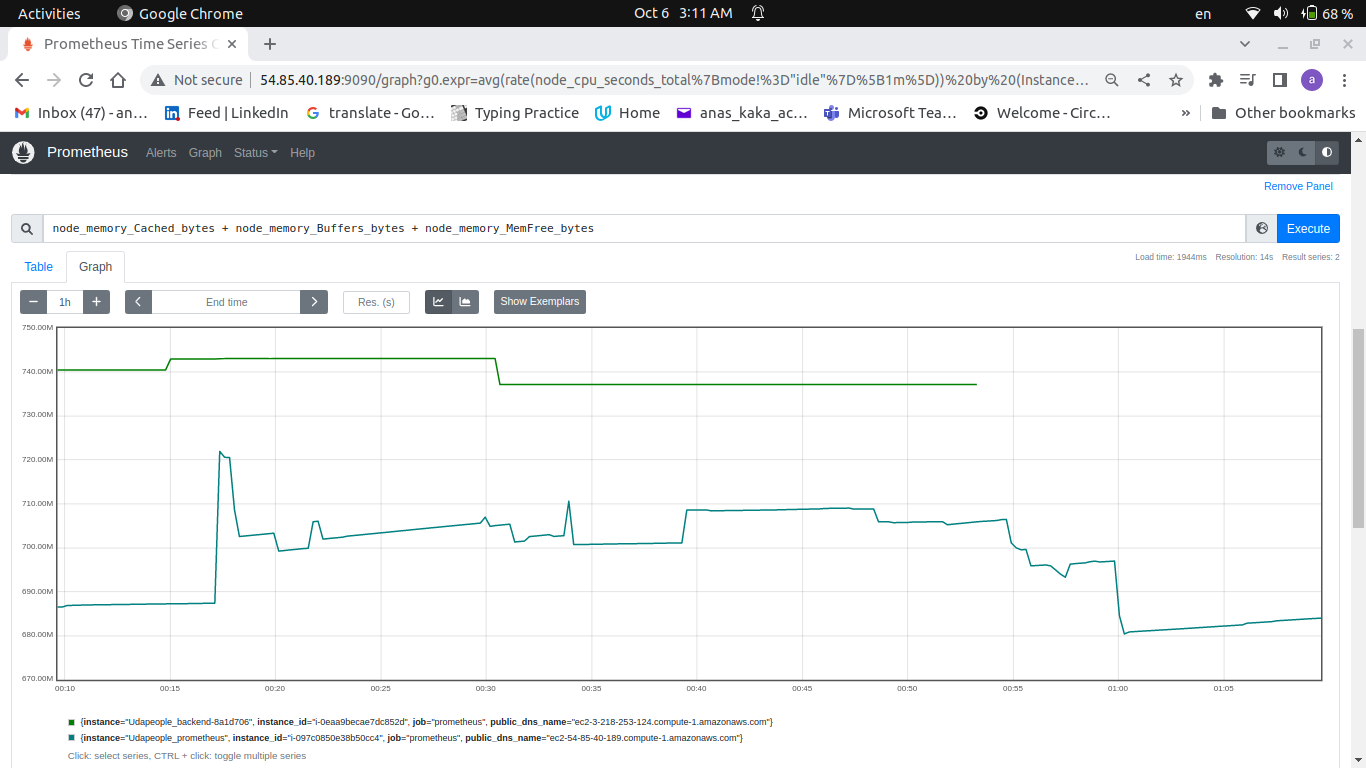 Activities Google Chrome Oct 6 3:11 AM en 68 %
Prometheus Time Series C
Not secure 54.85.40.189:9090/graph?g0.expr=avg(rate(node_cpu_seconds_total%7Bmode!%3D"idle"%7D%5B1m%5D))%20by%20(Instance… a
Inbox (47) - an… Feed | LinkedIn translate - Go… Typing Practice Home anas_kaka_ac… Microsoft Tea… Welcome - Circ… » Other bookmarks
Prometheus Alerts Graph Status Help
Remove Panel
node_memory_Cached_bytes + node_memory_Buffers_bytes + node_memory_MemFree_bytes Execute
Load time: 1944ms Resolution: 14s Result series: 2
Table Graph
− 1h + End time Res. (s) Show Exemplars
750.00M
740.00M
730.00M
720.00M
710.00M
700.00M
690.00M
680.00M
670.00M
00:10 00:15 00:20 00:25 00:30 00:35 00:40 00:45 00:50 00:55 01:00 01:05
{instance="Udapeople_backend-8a1d706", instance_id="i-0eaa9becae7dc852d", job="prometheus", public_dns_name="ec2-3-218-253-124.compute-1.amazonaws.com"}
{instance="Udapeople_prometheus", instance_id="i-097c0850e38b50cc4", job="prometheus", public_dns_name="ec2-54-85-40-189.compute-1.amazonaws.com"}
Click: select series, CTRL + click: toggle multiple series